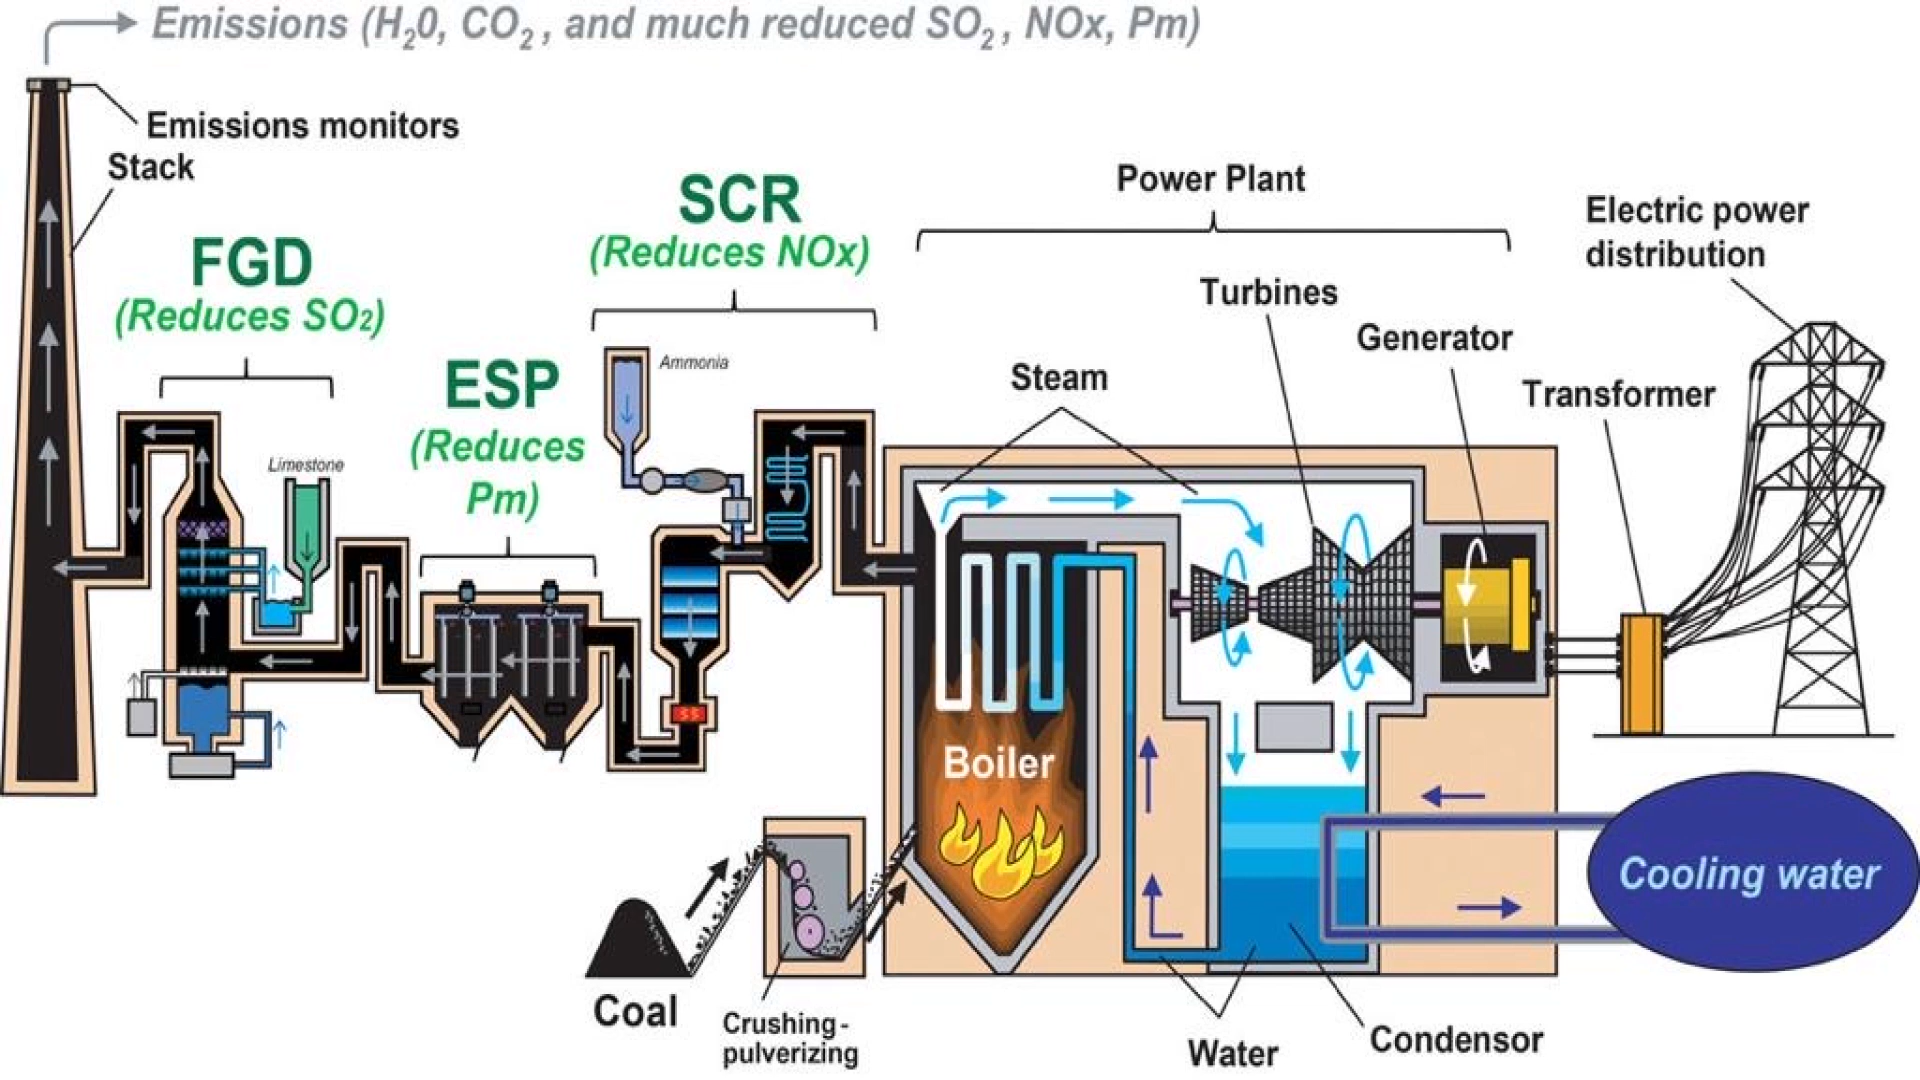 Emissions (H₂0, CO₂, and much reduced SO₂, NOx, Pm)
Emissions monitors
Stack
FGD
(Reduces SO₂)
Limestone
ESP
(Reduces
Pm)
SCR
(Reduces NOx)
Ammonia
Power Plant
Steam
Turbines
Generator
Transformer
Electric power
distribution
$$
Boiler
Cooling water
Coal
Crushing-
pulverizing
Water
Condensor